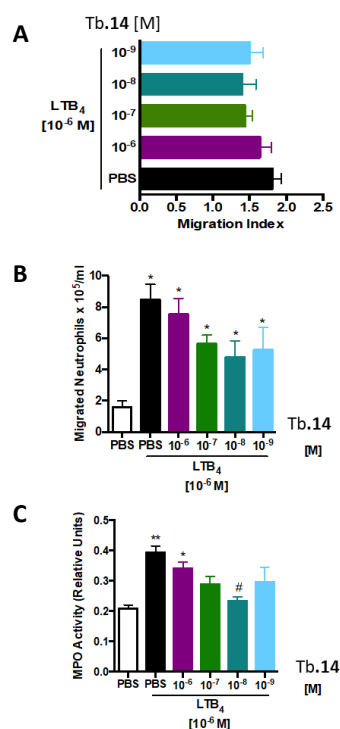 Tb.14 [M]
A
10⁻⁹
10⁻⁸
LTB₄
[10⁻⁶ M]
10⁻⁷
10⁻⁶
PBS
0.0 0.5 1.0 1.5 2.0 2.5
Migration Index
B
Migrated Neutrophils x 10⁵/ml
10
8
6
4
2
0
* * * * *
PBS PBS 10⁻⁶ 10⁻⁷ 10⁻⁸ 10⁻⁹
Tb.14
[M]
LTB₄
[10⁻⁶ M]
C
MPO Activity (Relative Units)
0.5
0.4
0.3
0.2
0.1
0.0
** * #
PBS PBS 10⁻⁶ 10⁻⁷ 10⁻⁸ 10⁻⁹
Tb.14
[M]
LTB₄
[10⁻⁶ M]